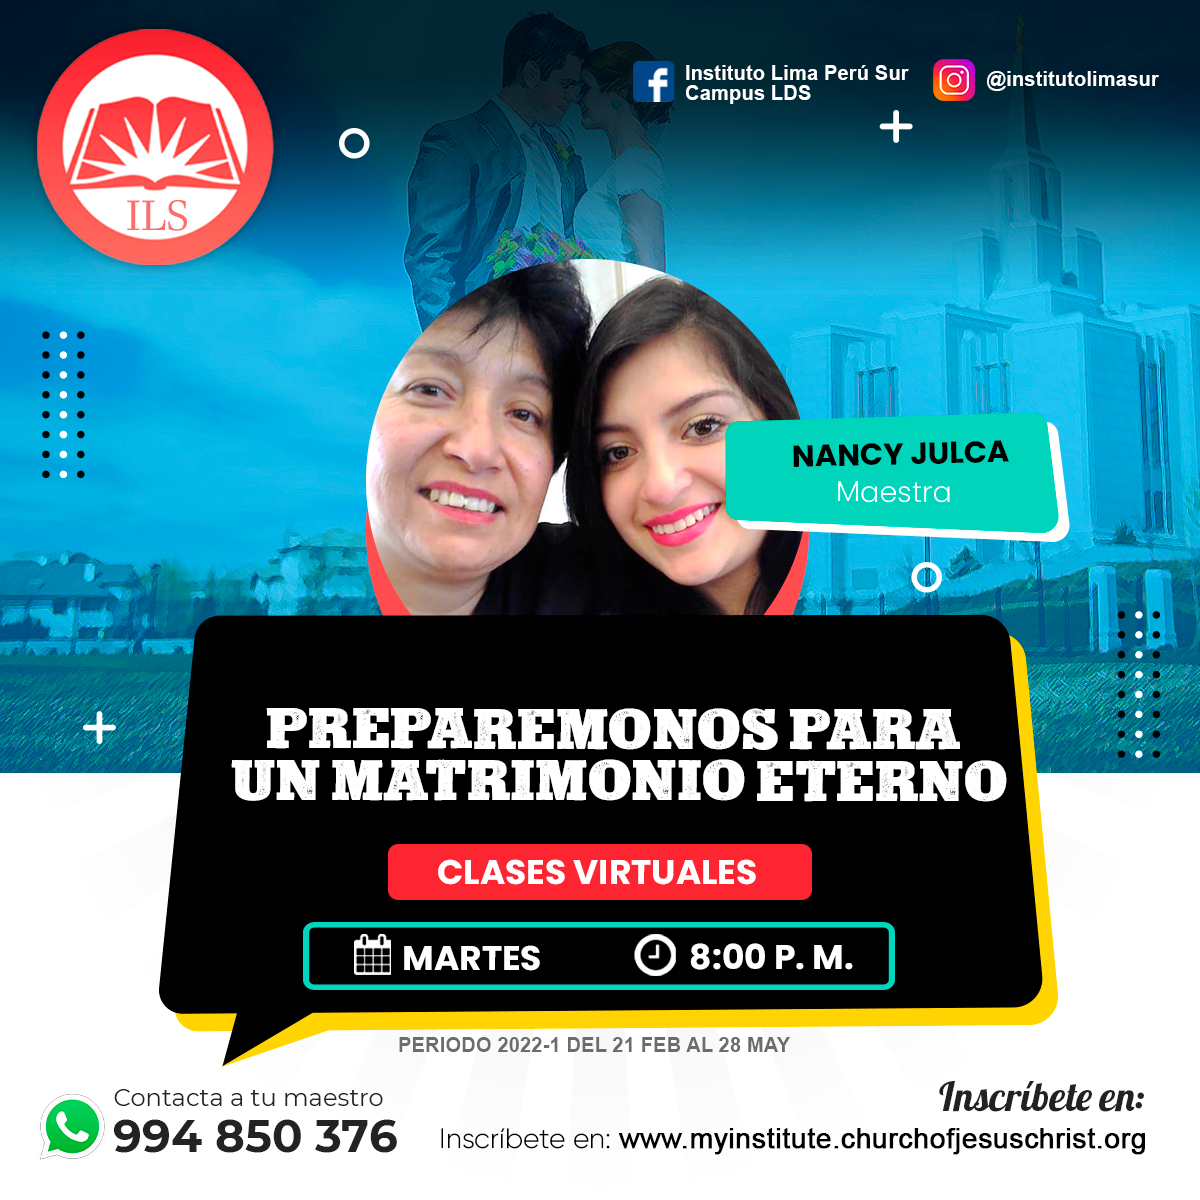 ILS
Instituto Lima Perú Sur
Campus LDS
@institutolimasur
NANCY JULCA
Maestra
PREPAREMONOS PARA
UN MATRIMONIO ETERNO
CLASES VIRTUALES
MARTES
8:00 P. M.
PERIODO 2022-1 DEL 21 FEB AL 28 MAY
Contacta a tu maestro
994 850 376
Inscríbete en:
Inscríbete en: www.myinstitute.churchofjesuschrist.org